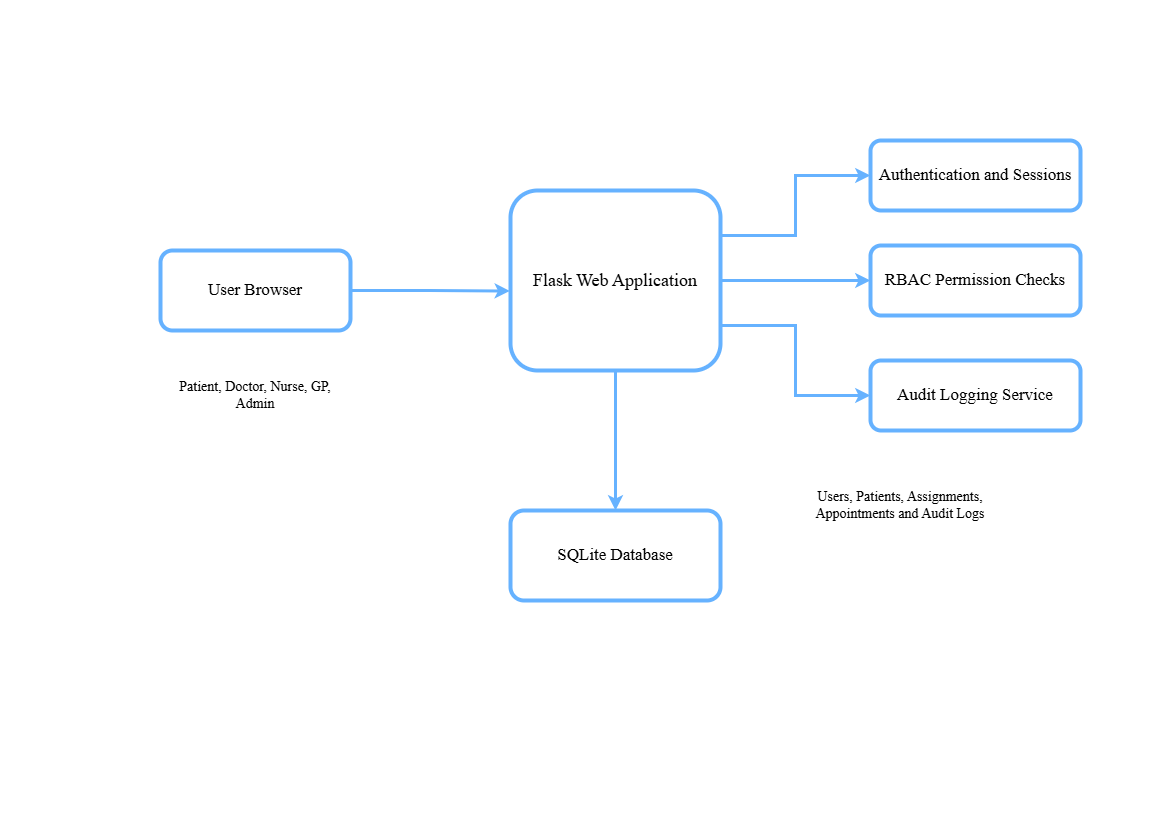 Authentication and Sessions
Flask Web Application
RBAC Permission Checks
User Browser
Patient, Doctor, Nurse, GP,
Admin
Audit Logging Service
Users, Patients, Assignments,
Appointments and Audit Logs
SQLite Database